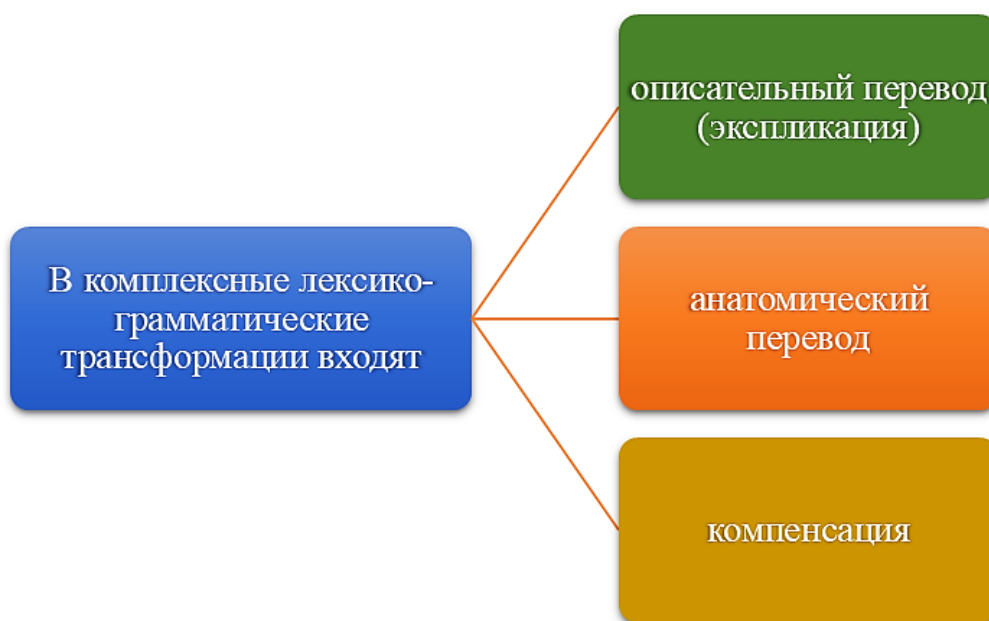 В комплексные лексико-
грамматические
трансформации входят
описательный перевод
(экспликация)
анатомический
перевод
компенсация